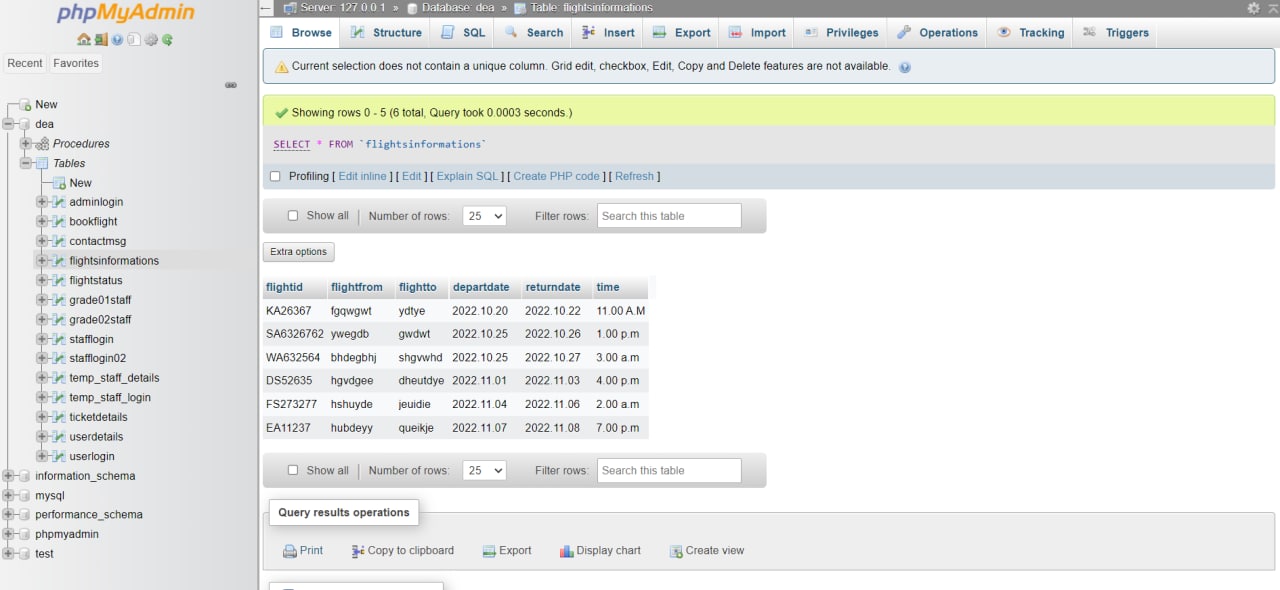 phpMyAdmin
Recent Favorites
New
dea
Procedures
Tables
New
adminlogin
bookflight
contactmsg
flightsinformations
flightstatus
grade01staff
grade02staff
stafflogin
stafflogin02
temp_staff_details
temp_staff_login
ticketdetails
userdetails
userlogin
information_schema
mysql
performance_schema
phpmyadmin
test
Server: 127.0.0.1 » Database: dea » Table: flightsinformations
Browse Structure SQL Search Insert Export Import Privileges Operations Tracking Triggers
Current selection does not contain a unique column. Grid edit, checkbox, Edit, Copy and Delete features are not available.
Showing rows 0 - 5 (6 total, Query took 0.0003 seconds.)
SELECT * FROM `flightsinformations`
Profiling [ Edit inline ] [ Edit ] [ Explain SQL ] [ Create PHP code ] [ Refresh ]
Show all Number of rows: 25 Filter rows: Search this table
Extra options
flightid flightfrom flightto departdate returndate time
KA26367 fgqwgwt ydtye 2022.10.20 2022.10.22 11.00 A.M
SA6326762 ywegdb gwdwt 2022.10.25 2022.10.26 1.00 p.m
WA632564 bhdegbhj shgvwhd 2022.10.25 2022.10.27 3.00 a.m
DS52635 hgvdgee dheutdye 2022.11.01 2022.11.03 4.00 p.m
FS273277 hshuyde jeuidie 2022.11.04 2022.11.06 2.00 a.m
EA11237 hubdeyy queikje 2022.11.07 2022.11.08 7.00 p.m
Show all Number of rows: 25 Filter rows: Search this table
Query results operations
Print Copy to clipboard Export Display chart Create view